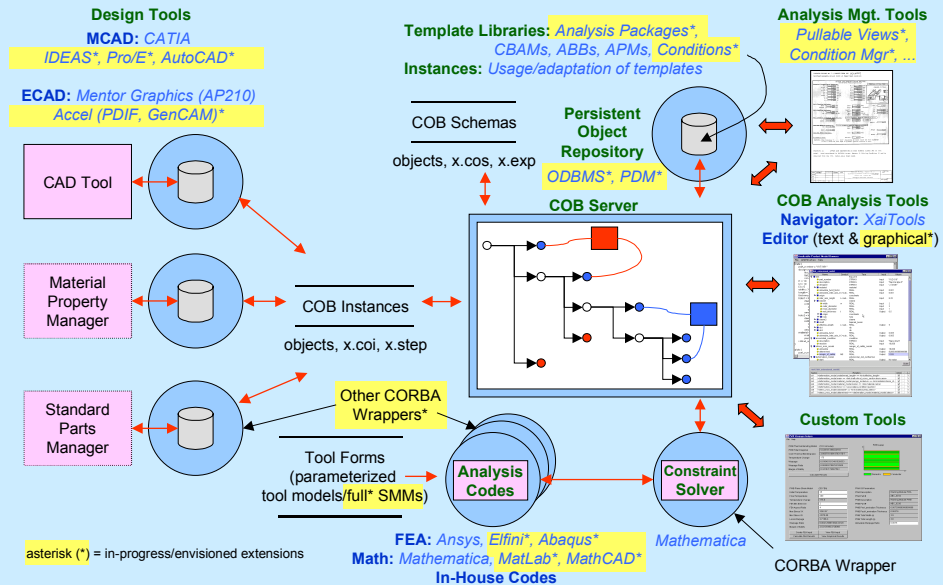 Design Tools
MCAD: CATIA
IDEAS*, Pro/E*, AutoCAD*
ECAD: Mentor Graphics (AP210)
Accel (PDIF, GenCAM)*
CAD Tool
Material
Property
Manager
Standard
Parts
Manager
Template Libraries: Analysis Packages*,
CBAMs, ABBs, APMs, Conditions*
Instances: Usage/adaptation of templates
COB Schemas
objects, x.cos, x.exp
Persistent
Object
Repository
ODBMS*, PDM*
COB Server
COB Instances
objects, x.coi, x.step
Other CORBA
Wrappers*
Tool Forms
(parameterized
tool models/full* SMMs)
Analysis
Codes
Constraint
Solver
FEA: Ansys, Elfini*, Abaqus*
Math: Mathematica, MatLab*, MathCAD*
In-House Codes
Mathematica
CORBA Wrapper
Analysis Mgt. Tools
Pullable Views*,
Condition Mgr*, ...
COB Analysis Tools
Navigator: XaiTools
Editor (text & graphical*)
Custom Tools
asterisk (*) = in-progress/envisioned extensions